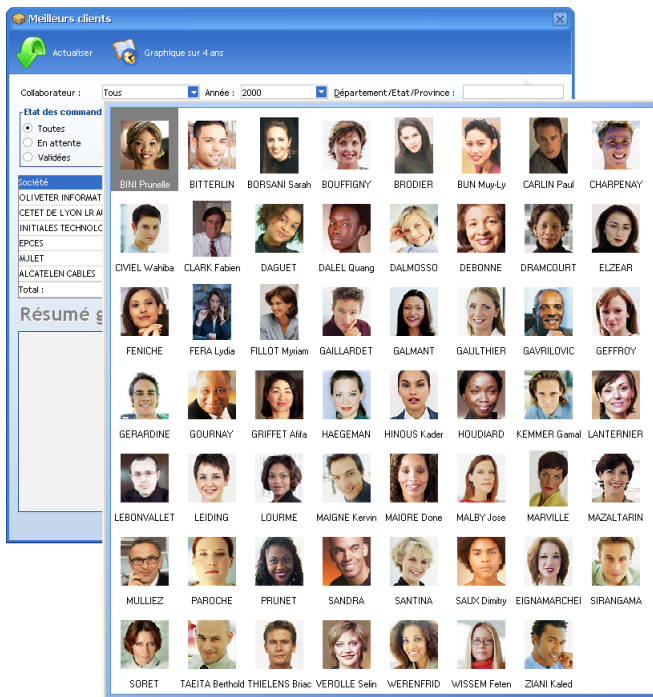 Meilleurs clients
Actualiser Graphique sur 4 ans
Collaborateur : Tous Année : 2000 Département/Etat/Province :
Etat des command
Toutes
En attente
Validées
Société
OLIVETER INFORMAT
CETET DE LYON LR A
INITIALES TECHNOLO
EPCES
MJLET
ALCATELEN CABLES
Total :
Résumé g
BINI Prunelle BITTERLIN BORSANI Sarah BOUFFIGNY BRODIER BUN Muy-Ly CARLIN Paul CHARPENAY
CIVIEL Wahiba CLARK Fabien DAGUET DALEL Quang DALMOSSO DEBONNE DRAMCOURT ELZEAR
FENICHE FERA Lydia FILLOT Myriam GAILLARDET GALMANT GAULTHIER GAVRILOVIC GEFFROY
GERARDINE GOURNAY GRIFFET Afifa HAEGEMAN HINOUS Kader HOUDIARD KEMMER Gamal LANTERNIER
LEBONVALLET LEIDING LOURME MAIGNE Kervin MAIORE Done MALBY Jose MARVILLE MAZALTARIN
MULLIEZ PAROCHE PRUNET SANDRA SANTINA SAUX Dimitry EIGNAMARCHEI SIRANGAMA
SORET TAEITA Berthold THIELENS Briac VEROLLE Selin WERENFRID WISSEM Feten ZIANI Kaled